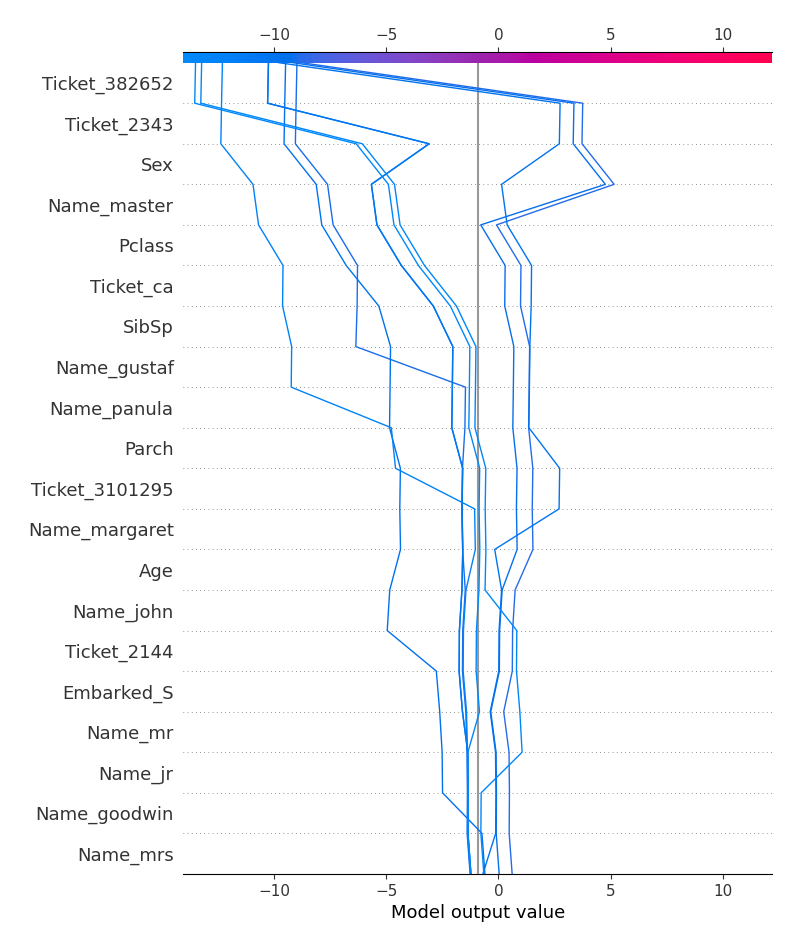 −10 −5 0 5 10
Ticket_382652
Ticket_2343
Sex
Name_master
Pclass
Ticket_ca
SibSp
Name_gustaf
Name_panula
Parch
Ticket_3101295
Name_margaret
Age
Name_john
Ticket_2144
Embarked_S
Name_mr
Name_jr
Name_goodwin
Name_mrs
−10 −5 0 5 10
Model output value